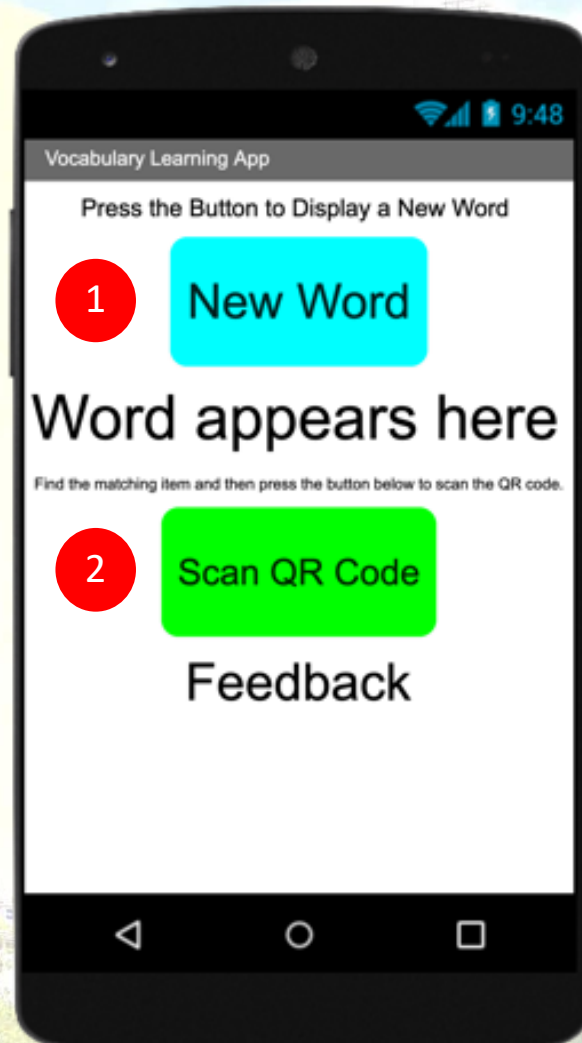 9:48
Vocabulary Learning App
Press the Button to Display a New Word
1
New Word
Word appears here
Find the matching item and then press the button below to scan the QR code.
2
Scan QR Code
Feedback